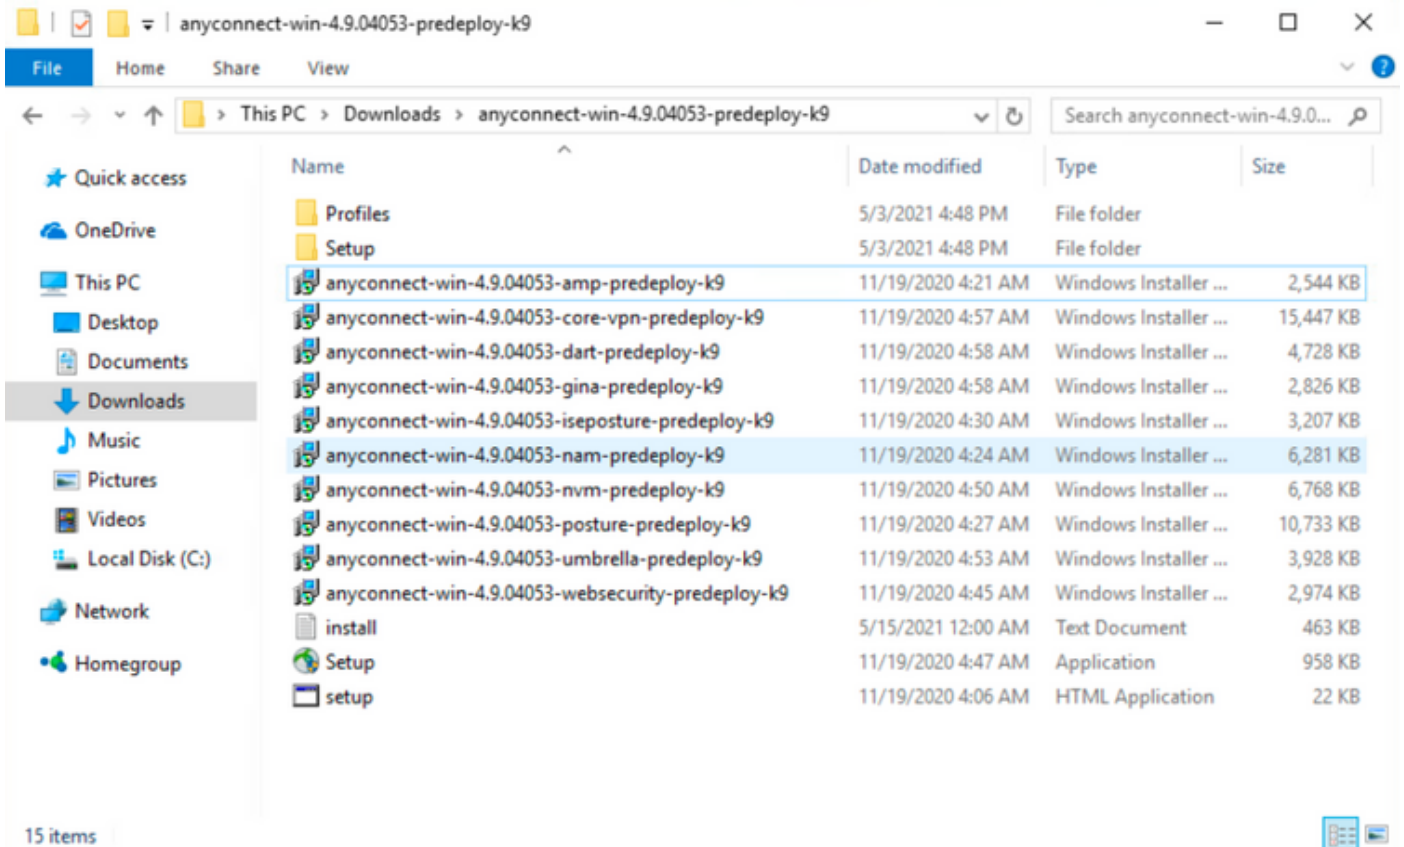 anyconnect-win-4.9.04053-predeploy-k9
File Home Share View
This PC > Downloads > anyconnect-win-4.9.04053-predeploy-k9 Search anyconnect-win-4.9.0...
Name Date modified Type Size
Quick access
OneDrive
This PC
Desktop
Documents
Downloads
Music
Pictures
Videos
Local Disk (C:)
Network
Homegroup
Profiles 5/3/2021 4:48 PM File folder
Setup 5/3/2021 4:48 PM File folder
anyconnect-win-4.9.04053-amp-predeploy-k9 11/19/2020 4:21 AM Windows Installer ... 2,544 KB
anyconnect-win-4.9.04053-core-vpn-predeploy-k9 11/19/2020 4:57 AM Windows Installer ... 15,447 KB
anyconnect-win-4.9.04053-dart-predeploy-k9 11/19/2020 4:58 AM Windows Installer ... 4,728 KB
anyconnect-win-4.9.04053-gina-predeploy-k9 11/19/2020 4:58 AM Windows Installer ... 2,826 KB
anyconnect-win-4.9.04053-iseposture-predeploy-k9 11/19/2020 4:30 AM Windows Installer ... 3,207 KB
anyconnect-win-4.9.04053-nam-predeploy-k9 11/19/2020 4:24 AM Windows Installer ... 6,281 KB
anyconnect-win-4.9.04053-nvm-predeploy-k9 11/19/2020 4:50 AM Windows Installer ... 6,768 KB
anyconnect-win-4.9.04053-posture-predeploy-k9 11/19/2020 4:27 AM Windows Installer ... 10,733 KB
anyconnect-win-4.9.04053-umbrella-predeploy-k9 11/19/2020 4:53 AM Windows Installer ... 3,928 KB
anyconnect-win-4.9.04053-websecurity-predeploy-k9 11/19/2020 4:45 AM Windows Installer ... 2,974 KB
install 5/15/2021 12:00 AM Text Document 463 KB
Setup 11/19/2020 4:47 AM Application 958 KB
setup 11/19/2020 4:06 AM HTML Application 22 KB
15 items